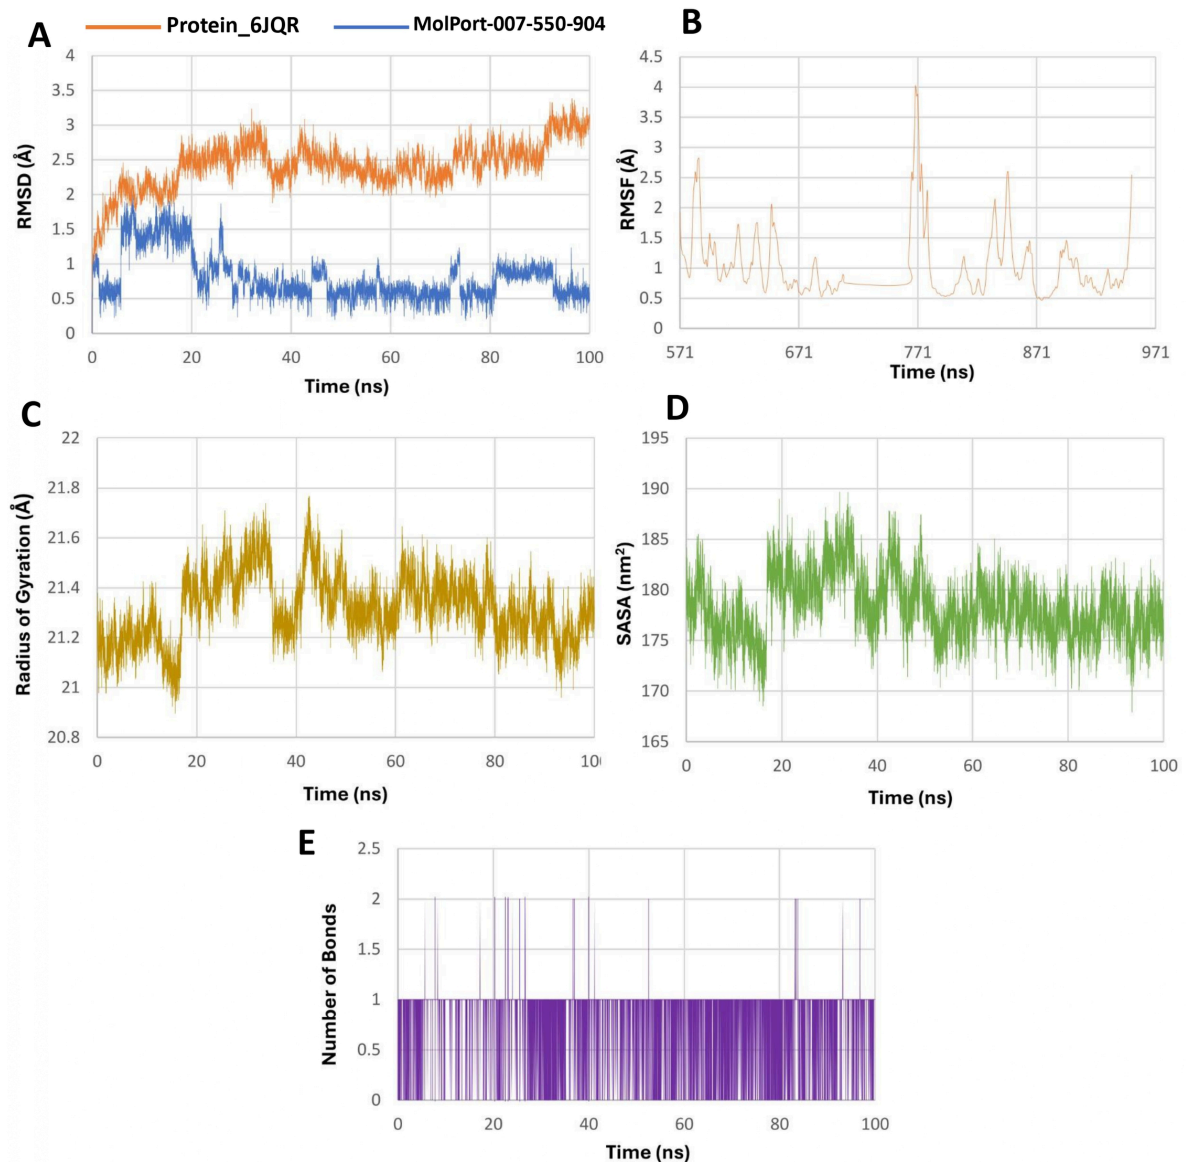 A
Protein_6JQR
MolPort-007-550-904
B
4
3.5
3
2.5
2
1.5
1
0.5
0
RMSD (Å)
0 20 40 60 80 100
Time (ns)
4.5
4
3.5
3
2.5
2
1.5
1
0.5
0
RMSF (Å)
571 671 771 871 971
Time (ns)
C
22
21.8
21.6
21.4
21.2
21
20.8
Radius of Gyration (Å)
0 20 40 60 80 10
Time (ns)
D
195
190
185
180
175
170
165
SASA (nm²)
0 20 40 60 80 100
Time (ns)
E
2.5
2
1.5
1
0.5
0
Number of Bonds
0 20 40 60 80 100
Time (ns)